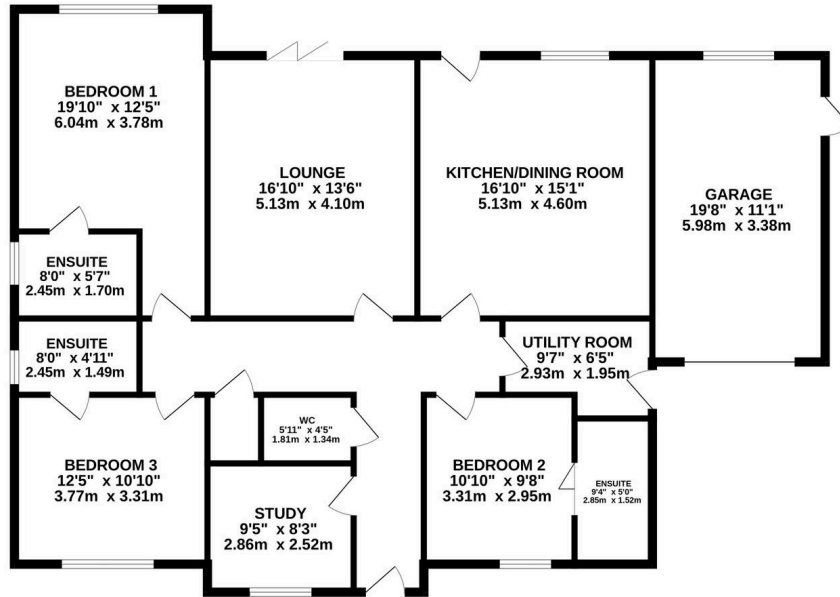 BEDROOM 1
19'10" x 12'5"
6.04m x 3.78m
LOUNGE
16'10" x 13'6"
5.13m x 4.10m
KITCHEN/DINING ROOM
16'10" x 15'1"
5.13m x 4.60m
GARAGE
19'8" x 11'1"
5.98m x 3.38m
ENSUITE
8'0" x 5'7"
2.45m x 1.70m
ENSUITE
8'0" x 4'11"
2.45m x 1.49m
UTILITY ROOM
9'7" x 6'5"
2.93m x 1.95m
WC
5'11" x 4'5"
1.81m x 1.34m
BEDROOM 3
12'5" x 10'10"
3.77m x 3.31m
BEDROOM 2
10'10" x 9'8"
3.31m x 2.95m
ENSUITE
9'4" x 5'0"
2.85m x 1.52m
STUDY
9'5" x 8'3"
2.86m x 2.52m